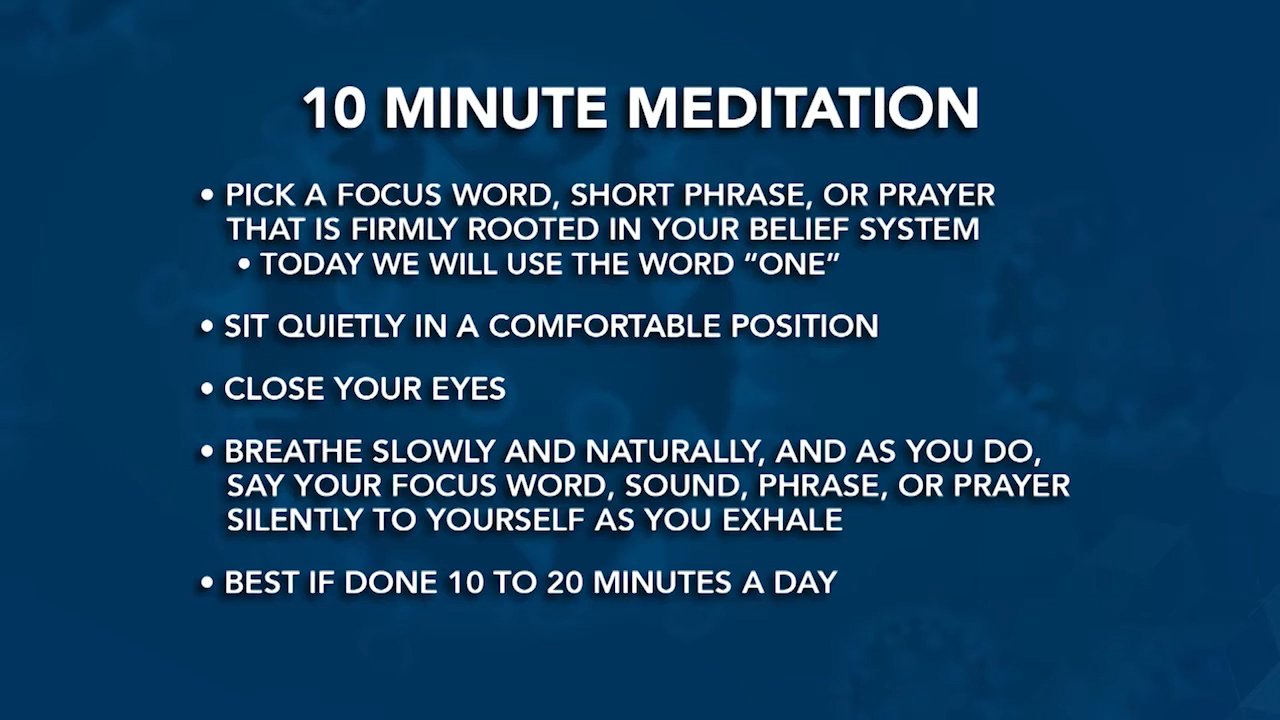 10 MINUTE MEDITATION
• PICK A FOCUS WORD, SHORT PHRASE, OR PRAYER
THAT IS FIRMLY ROOTED IN YOUR BELIEF SYSTEM
• TODAY WE WILL USE THE WORD “ONE”
• SIT QUIETLY IN A COMFORTABLE POSITION
• CLOSE YOUR EYES
• BREATHE SLOWLY AND NATURALLY, AND AS YOU DO,
SAY YOUR FOCUS WORD, SOUND, PHRASE, OR PRAYER
SILENTLY TO YOURSELF AS YOU EXHALE
• BEST IF DONE 10 TO 20 MINUTES A DAY